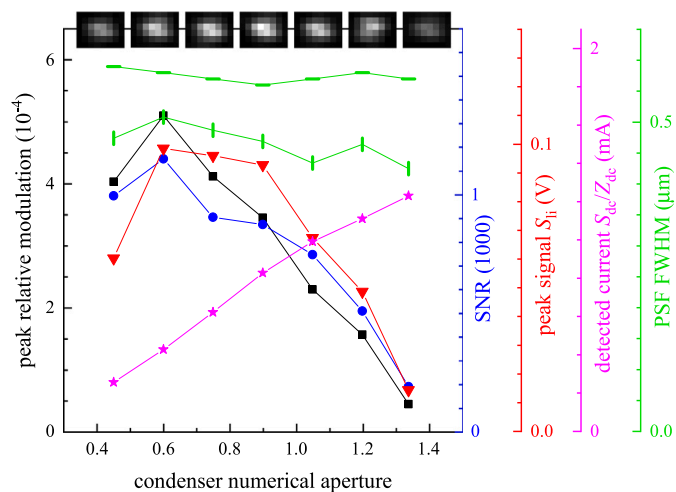 6
4
2
0
peak relative modulation (10⁻⁴)
0.4 0.6 0.8 1.0 1.2 1.4
condenser numerical aperture
1
0
SNR (1000)
0.1
0.0
peak signal Sₗᵢ (V)
2
0
detected current S_dc/Z_dc (mA)
0.5
0.0
PSF FWHM (µm)